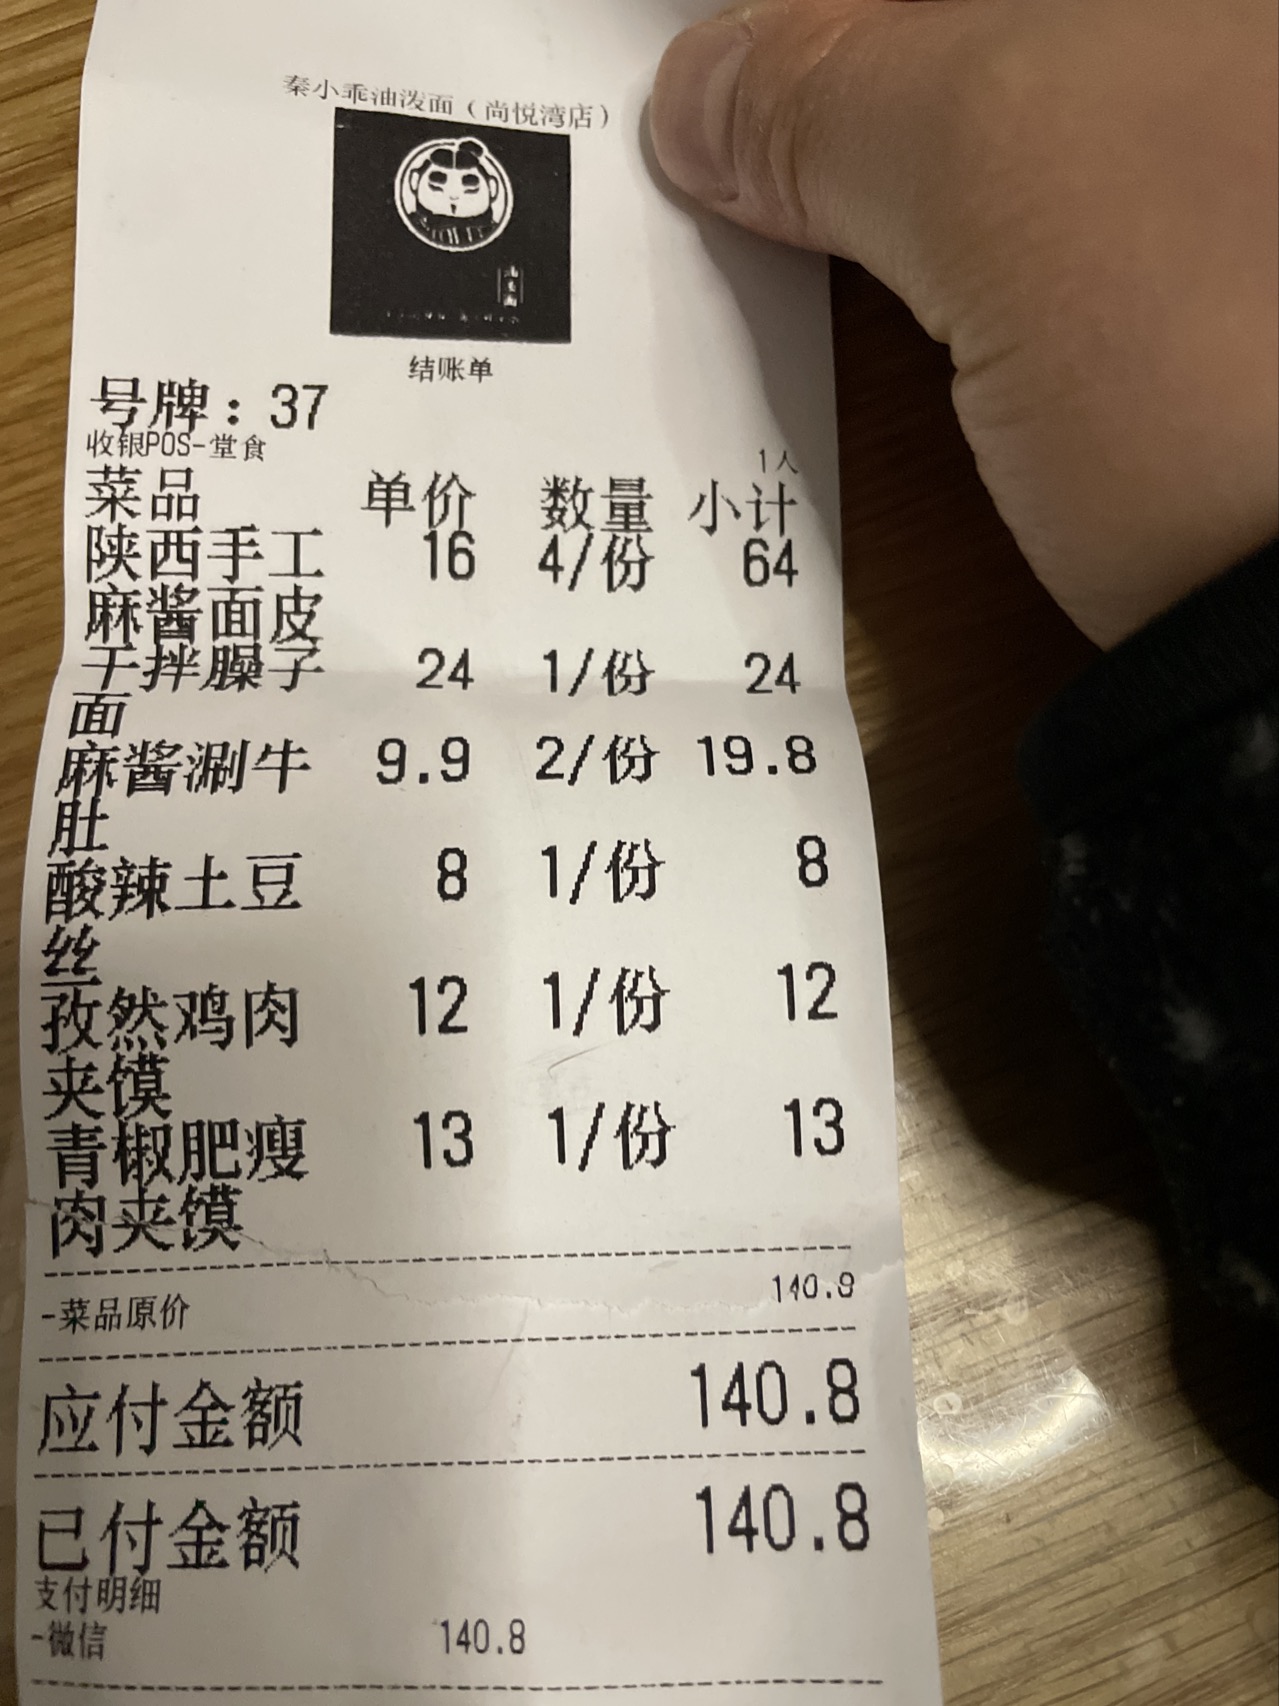 秦小乖油泼面（尚悦湾店）
结账单
号牌：37
收银POS-堂食
1人
菜品 单价 数量 小计
陕西手工 16 4/份 64
麻酱面皮
干拌臊子 24 1/份 24
面
麻酱涮牛 9.9 2/份 19.8
肚
酸辣土豆 8 1/份 8
丝
孜然鸡肉 12 1/份 12
夹馍
青椒肥瘦 13 1/份 13
肉夹馍
-菜品原价 140.8
应付金额 140.8
已付金额 140.8
支付明细
-微信 140.8